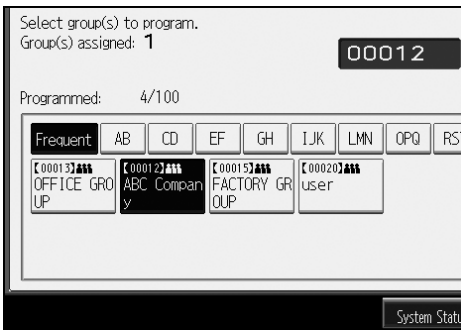 Select group(s) to program.
Group(s) assigned: 1
00012
Programmed: 4/100
Frequent AB CD EF GH IJK LMN OPQ RS
【00013】
OFFICE GRO
UP
【00012】
ABC Compan
y
【00015】
FACTORY GR
OUP
【00020】
user
System Statu